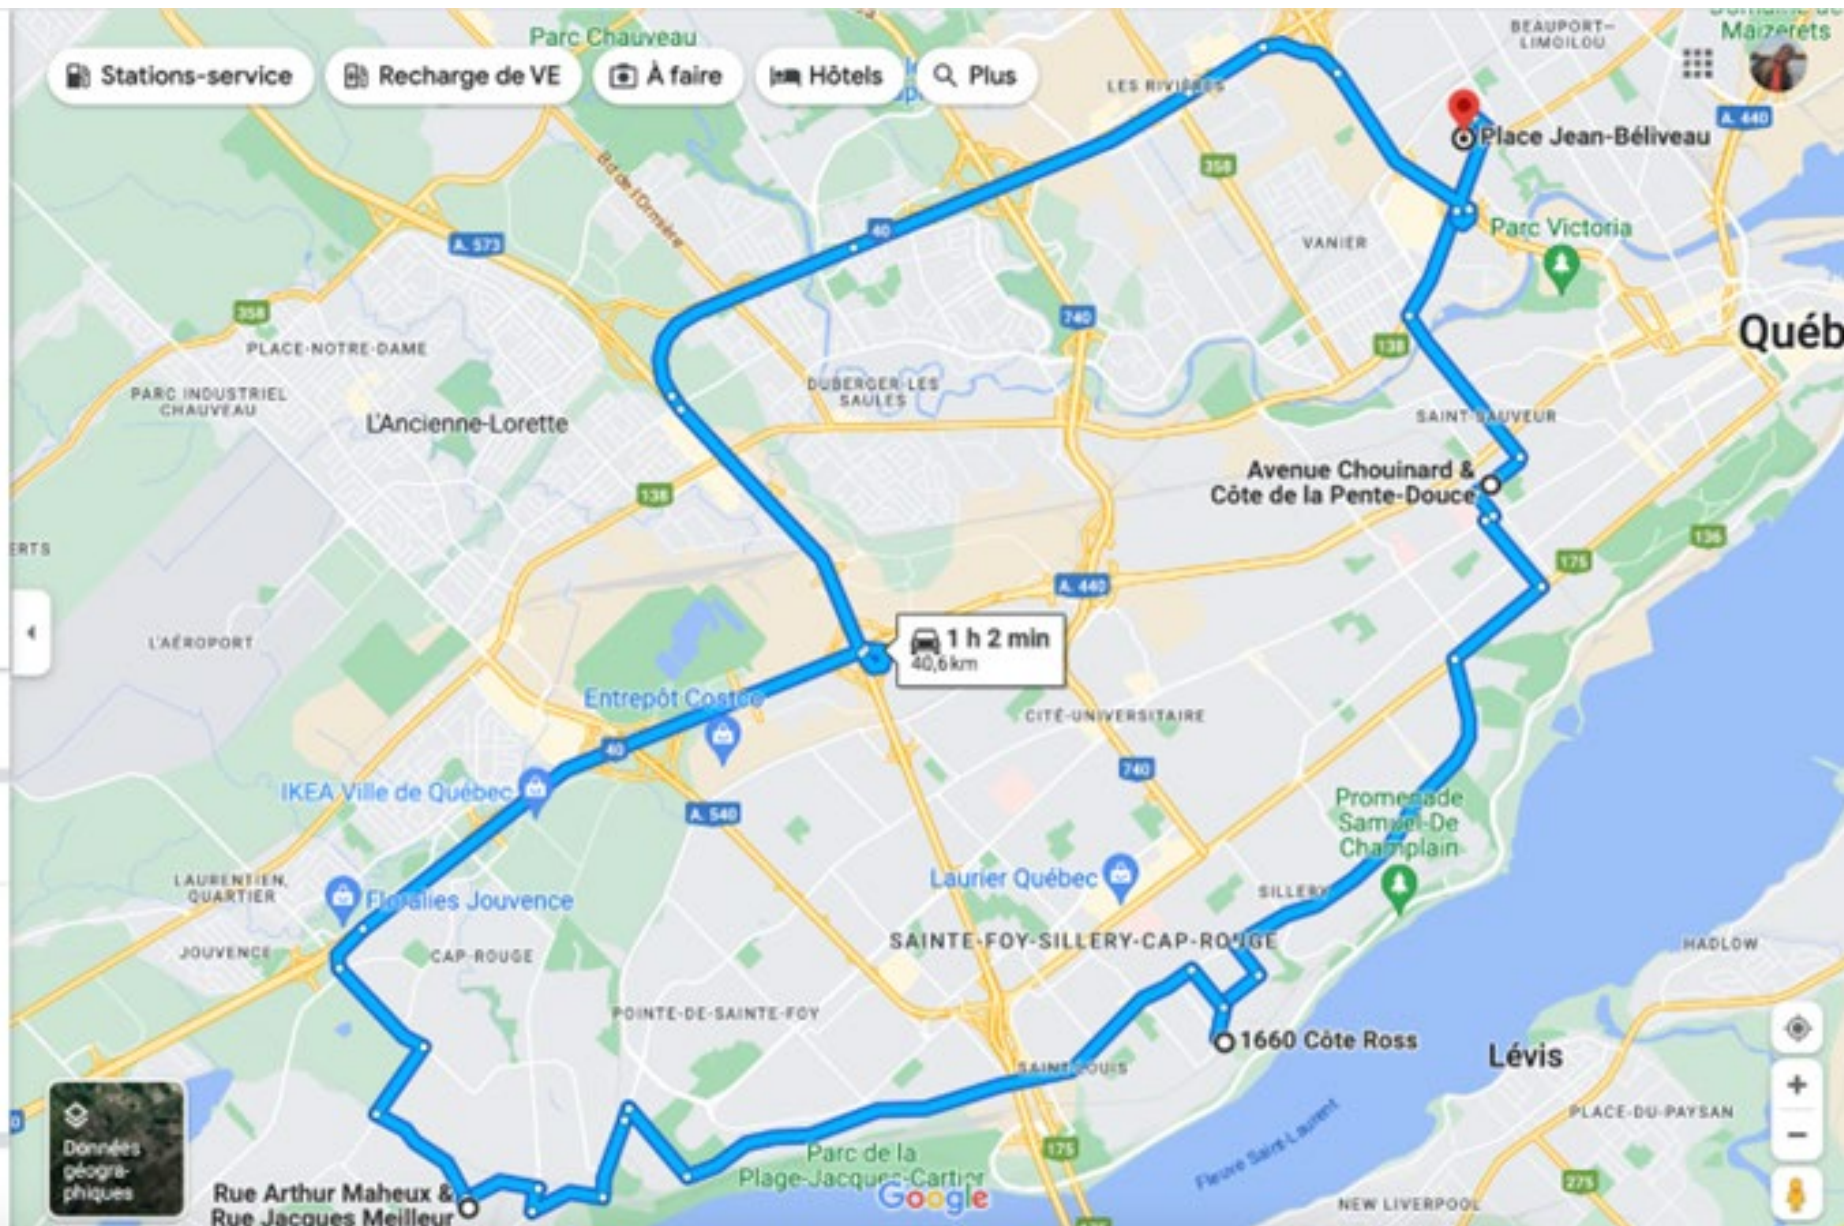 Domaine de
Maizerets
BEAUPORT-
LIMOILOU
Parc Chauveau
Stations-service
Recharge de VE
À faire
Hôtels
Plus
LES RIVIÈRES
A. 440
Place Jean-Béliveau
358
Bd de l'Ormière
40
Parc Victoria
VANIER
A. 573
358
740
Québ
138
PLACE-NOTRE-DAME
PARC INDUSTRIEL
CHAUVEAU
DUBERGER-LES
SAULES
L'Ancienne-Lorette
SAINT-SAUVEUR
Avenue Chouinard &
Côte de la Pente-Douce
138
136
ERTS
175
A. 440
1 h 2 min
40,6 km
L'AÉROPORT
Entrepôt Costco
CITÉ-UNIVERSITAIRE
40
740
IKEA Ville de Québec
A. 540
Promenade
Samuel-De
Champlain
LAURENTIEN,
QUARTIER
Floralies Jouvence
Laurier Québec
SILLERY
JOUVENCE
CAP-ROUGE
SAINTE-FOY-SILLERY-CAP-ROUGE
HADLOW
POINTE-DE-SAINTE-FOY
1660 Côte Ross
Lévis
SAINT-LOUIS
PLACE-DU-PAYSAN
Données
géogra-
phiques
Parc de la
Plage-Jacques-Cartier
175
Fleuve Saint-Laurent
275
Rue Arthur Maheux &
Rue Jacques Meilleur
Google
NEW LIVERPOOL